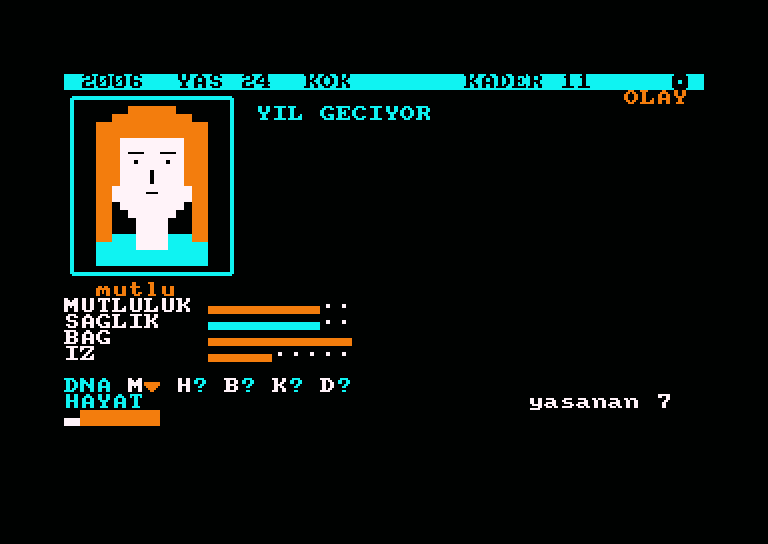 2006 YAS 24 KOK KADER 11
OLAY
YIL GECIYOR
mutlu
MUTLULUK
SAGLIK
BAG
IZ
DNA M H? B? K? D?
HAYAT
yasanan 7